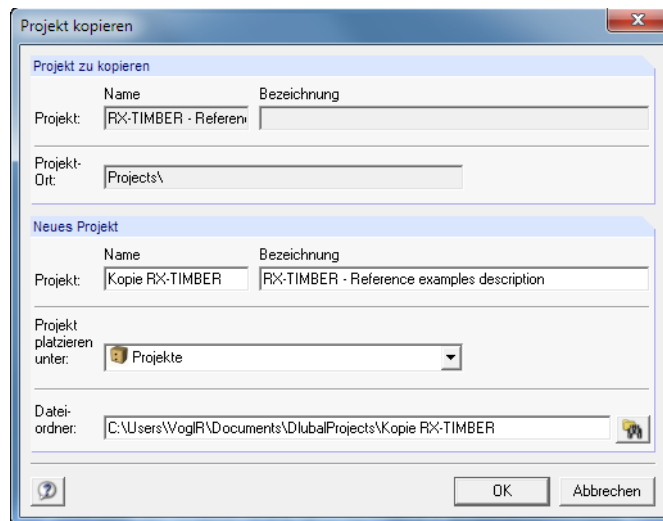 Projekt kopieren
Projekt zu kopieren
Name Bezeichnung
Projekt: RX-TIMBER -
Projekt-
Ort: Projects\
Neues Projekt
Name Bezeichnung
Projekt: Kopie RX-TIMBER RX-TIMBER - Reference examples description
Projekt
platzieren
unter: Projekte
Datei-
ordner: C:\Users\VoglR\Documents\DlubalProjects\Kopie RX-TIMBER
OK Abbrechen